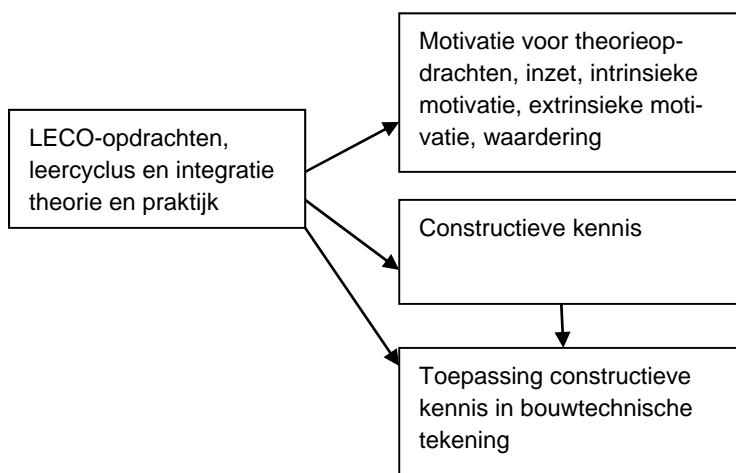 LECO-opdrachten,
leercyclus en integratie
theorie en praktijk
Motivatie voor theorieop-
drachten, inzet, intrinsieke
motivatie, extrinsieke moti-
vatie, waardering
Constructieve kennis
Toepassing constructieve
kennis in bouwtechnische
tekening